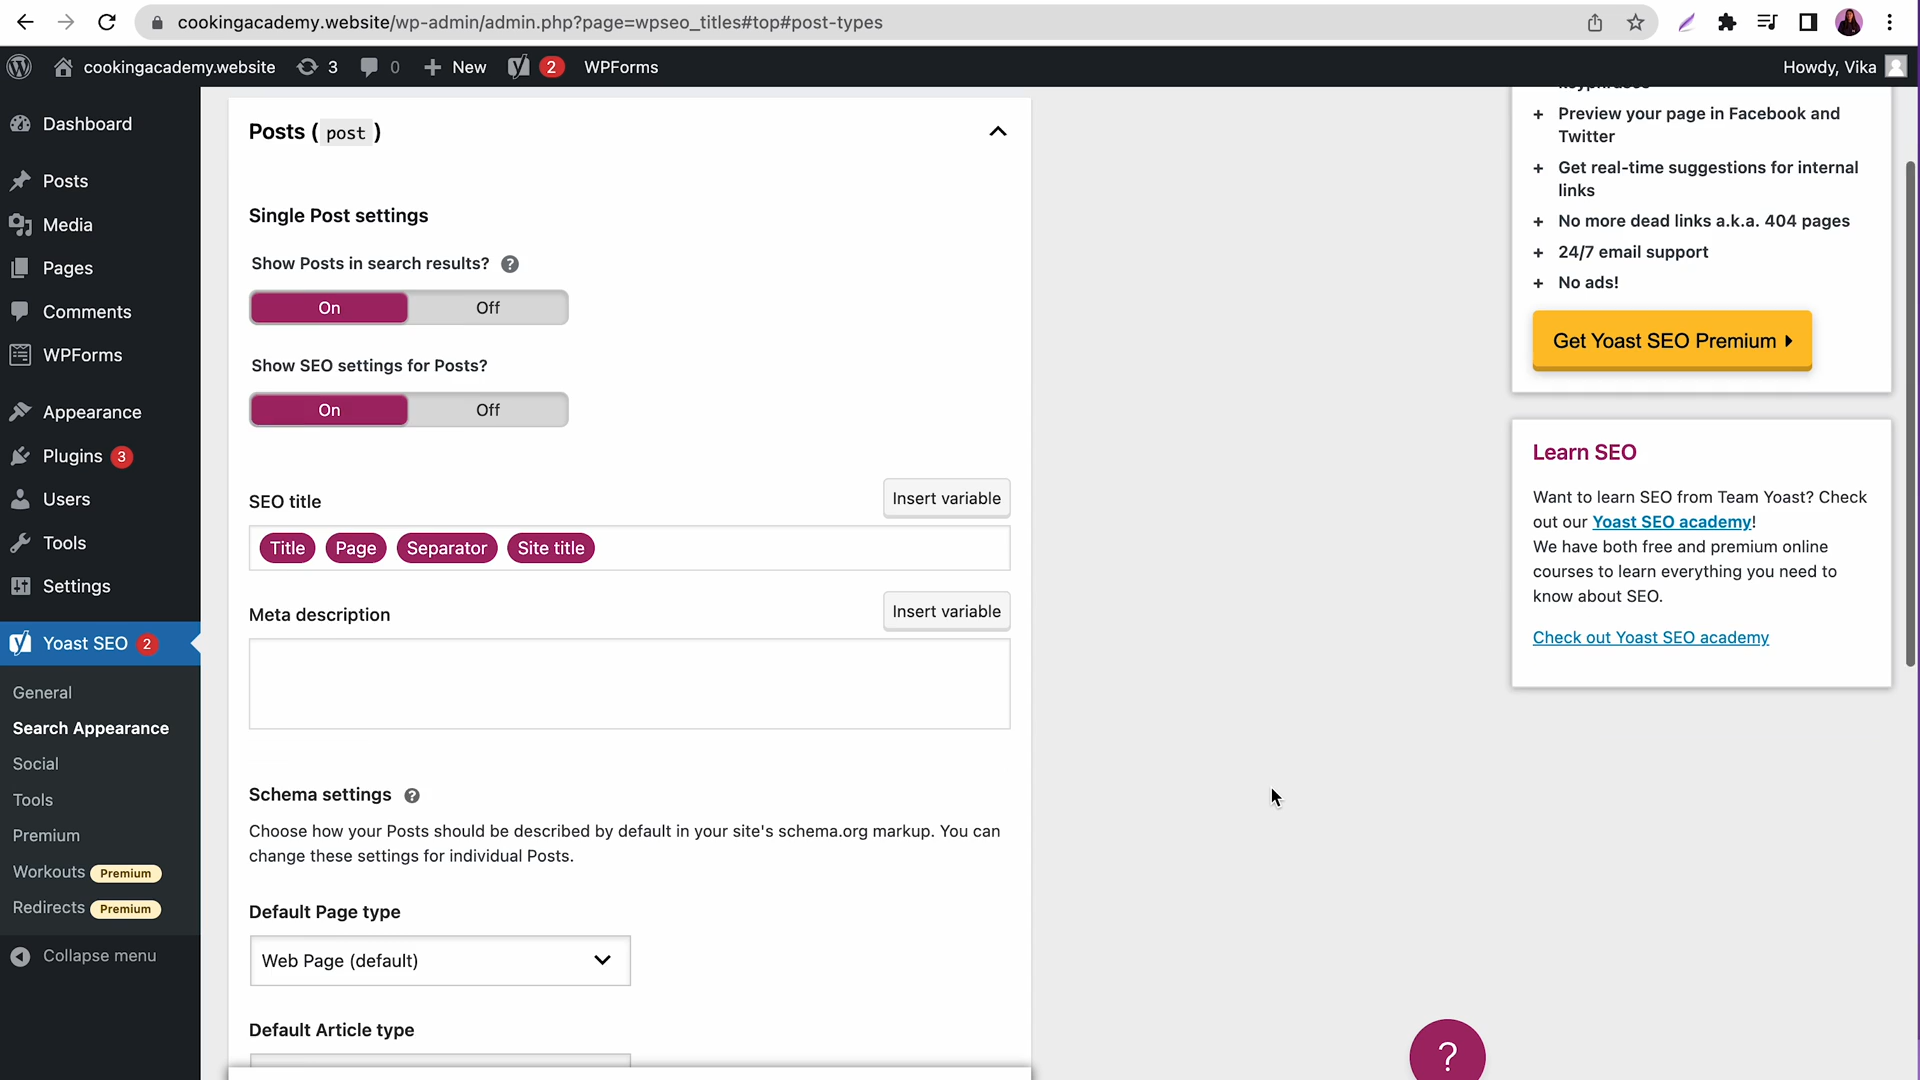 cookingacademy.website/wp-admin/admin.php?page=wpseo_titles#top#post-types
cookingacademy.website
3
0
New
2
WPForms
Howdy, Vika
Dashboard
Posts
Media
Pages
Comments
WPForms
Appearance
Plugins 3
Users
Tools
Settings
Yoast SEO 2
General
Search Appearance
Social
Tools
Premium
Workouts Premium
Redirects Premium
Collapse menu
Posts ( post )
Single Post settings
Show Posts in search results? ?
On Off
Show SEO settings for Posts?
On Off
SEO title
Insert variable
Title Page Separator Site title
Meta description
Insert variable
Schema settings ?
Choose how your Posts should be described by default in your site's schema.org markup. You can
change these settings for individual Posts.
Default Page type
Web Page (default)
Default Article type
keyphrases
+ Preview your page in Facebook and
Twitter
+ Get real-time suggestions for internal
links
+ No more dead links a.k.a. 404 pages
+ 24/7 email support
+ No ads!
Get Yoast SEO Premium
Learn SEO
Want to learn SEO from Team Yoast? Check
out our Yoast SEO academy!
We have both free and premium online
courses to learn everything you need to
know about SEO.
Check out Yoast SEO academy
?